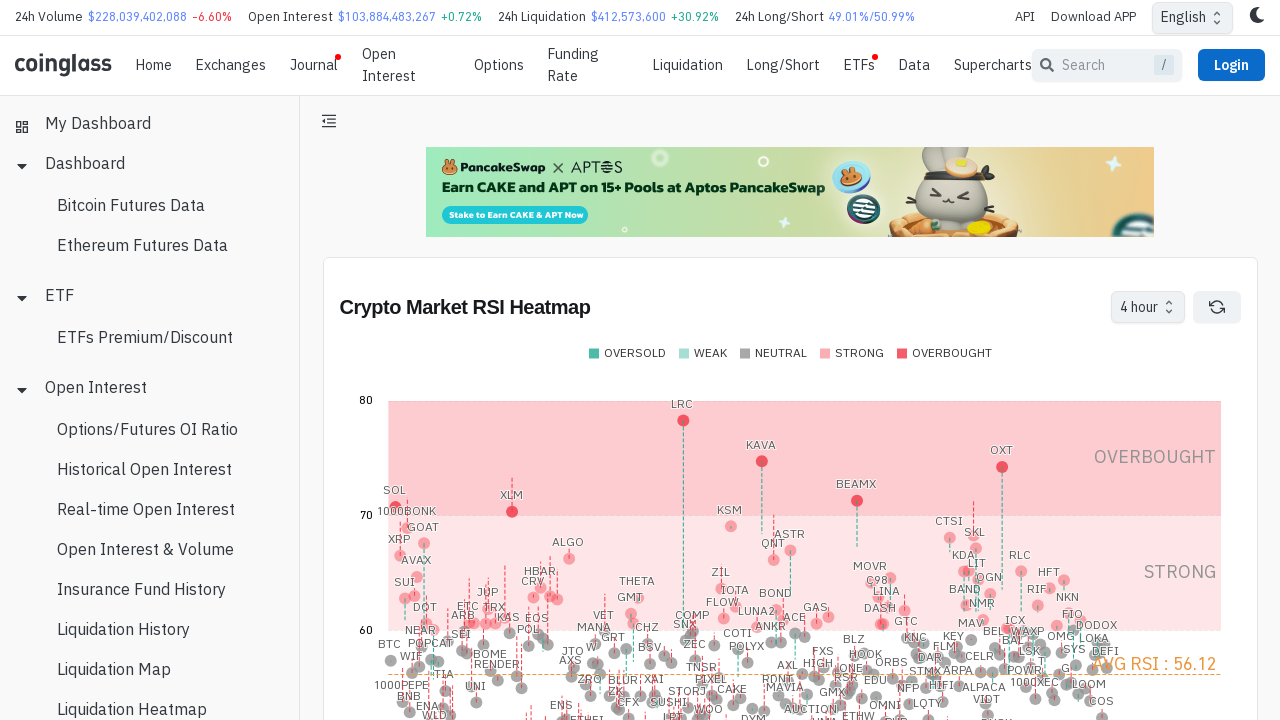 24h Volume $228,039,402,088 -6.60% Open Interest $103,884,483,267 +0.72% 24h Liquidation $412,573,600 +30.92% 24h Long/Short 49.01%/50.99% API Download APP English
coinglass Home Exchanges Journal Open Interest Options Funding Rate Liquidation Long/Short ETFs Data Supercharts Search / Login
My Dashboard
Dashboard
Bitcoin Futures Data
Ethereum Futures Data
ETF
ETFs Premium/Discount
Open Interest
Options/Futures OI Ratio
Historical Open Interest
Real-time Open Interest
Open Interest & Volume
Insurance Fund History
Liquidation History
Liquidation Map
Liquidation Heatmap
PancakeSwap X APTOS
Earn CAKE and APT on 15+ Pools at Aptos PancakeSwap
Stake to Earn CAKE & APT Now
Crypto Market RSI Heatmap
4 hour
OVERSOLD WEAK NEUTRAL STRONG OVERBOUGHT
80
LRC
KAVA
OXT
OVERBOUGHT
SOL
XLM
BEAMX
1000BONK
KSM
70
CTSI
GOAT
XRP
ALGO
QNT
ASTR
SKL
KDA
RLC
AVAX
LIT
MOVR
STRONG
HBAR
ZIL
HFT
SUI
CRV
THETA
C98
OGN
JUP
GMT
IOTA
BOND
LINA
BAND
RIF
NKN
DOT
ETC
TRX
FLOW
NMR
ARB
KAS
EOS
VET
COMP
LUNA2
ACE
GAS
DASH
GTC
MAV
ICX
FIO
DODOX
60
NEAR
SEI
POL
MANA
CHZ
SNX
ANKR
COTI
BEL
WAXP
BTC
GRT
BSV
ZEC
POLYX
BLZ
KNC
KEY
BAL
OMG
LOKA
WIF
BOME
JTO
FXS
HOOK
FLM
LSK
SYS
DEFI
TIA
RENDER
AXS
AXL
HIGH
ONE
ORBS
DAR
CELR
AVG RSI : 56.12
1000PEPE
UNI
ZRO
BLUR
XAI
PIXEL
RSR
EDU
STMX
ARPA
POWR
BNB
STORJ
CAKE
MAVIA
GMX
NFP
HIFI
ALPACA
1000XEC
LOOM
ENA
ENS
CFX
SUSHI
WOO
AUCTION
OMNI
LQTY
VIDT
COS
WLD
DYM
ETHW